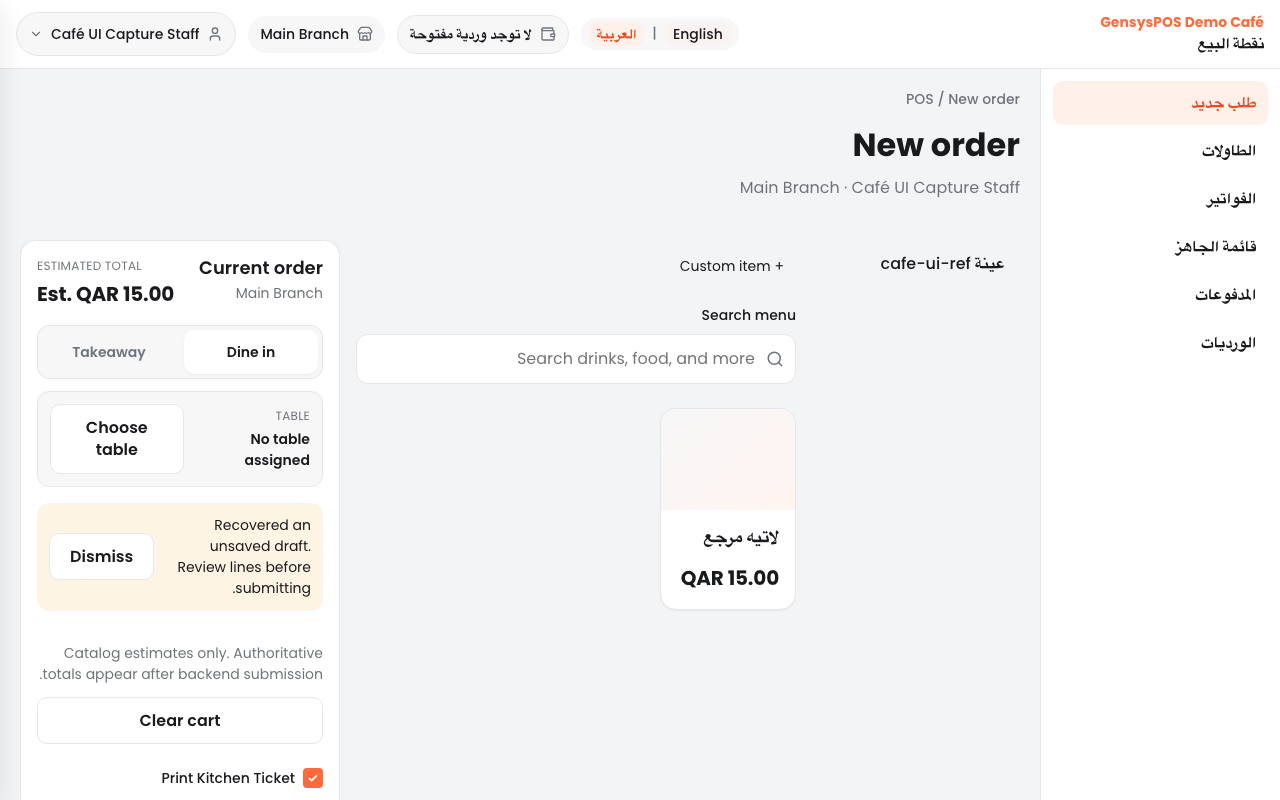 GensysPOS Demo Café
نقطة البيع
English | العربية
لا توجد وردية مفتوحة
Main Branch
Café UI Capture Staff
طلب جديد
الطاولات
الفواتير
قائمة الجاهز
المدفوعات
الورديات
POS / New order
New order
Main Branch · Café UI Capture Staff
عينة cafe-ui-ref
Custom item +
Search menu
Search drinks, food, and more
لاتيه مرجع
QAR 15.00
Current order
Main Branch
ESTIMATED TOTAL
Est. QAR 15.00
Dine in
Takeaway
TABLE
No table
assigned
Choose
table
Recovered an
unsaved draft.
Review lines before
.submitting
Dismiss
Catalog estimates only. Authoritative
.totals appear after backend submission
Clear cart
Print Kitchen Ticket